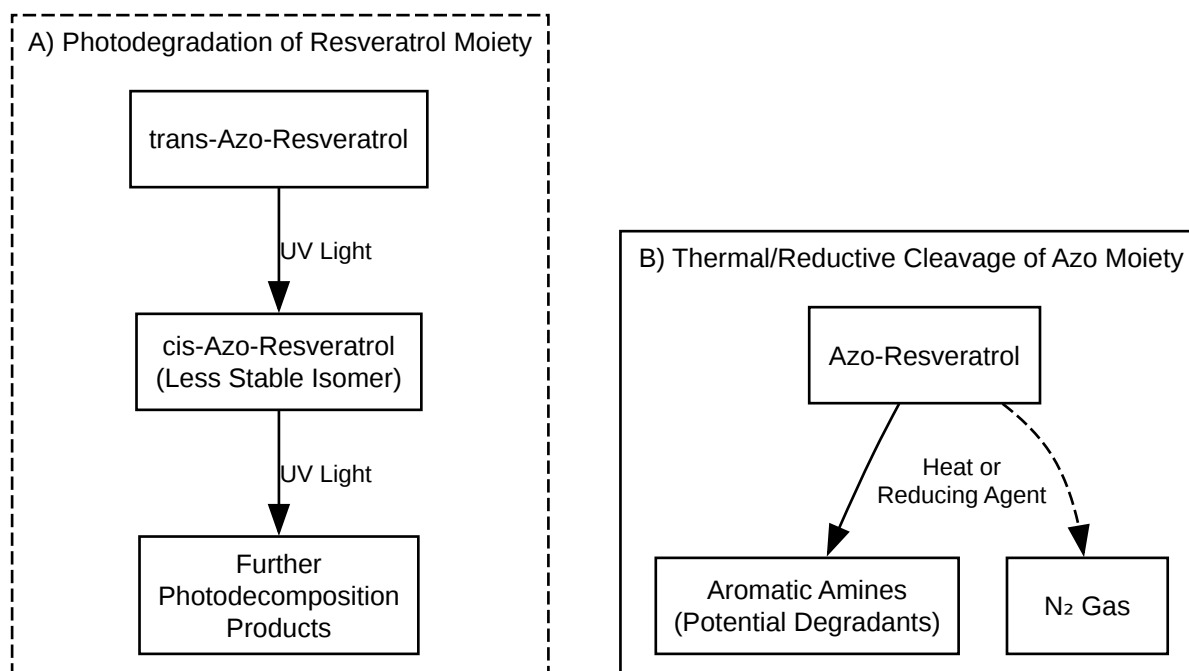 A) Photodegradation of Resveratrol Moiety
trans-Azo-Resveratrol
UV Light
cis-Azo-Resveratrol
(Less Stable Isomer)
UV Light
Further
Photodecomposition
Products
B) Thermal/Reductive Cleavage of Azo Moiety
Azo-Resveratrol
Heat or
Reducing Agent
Aromatic Amines
(Potential Degradants)
N₂ Gas